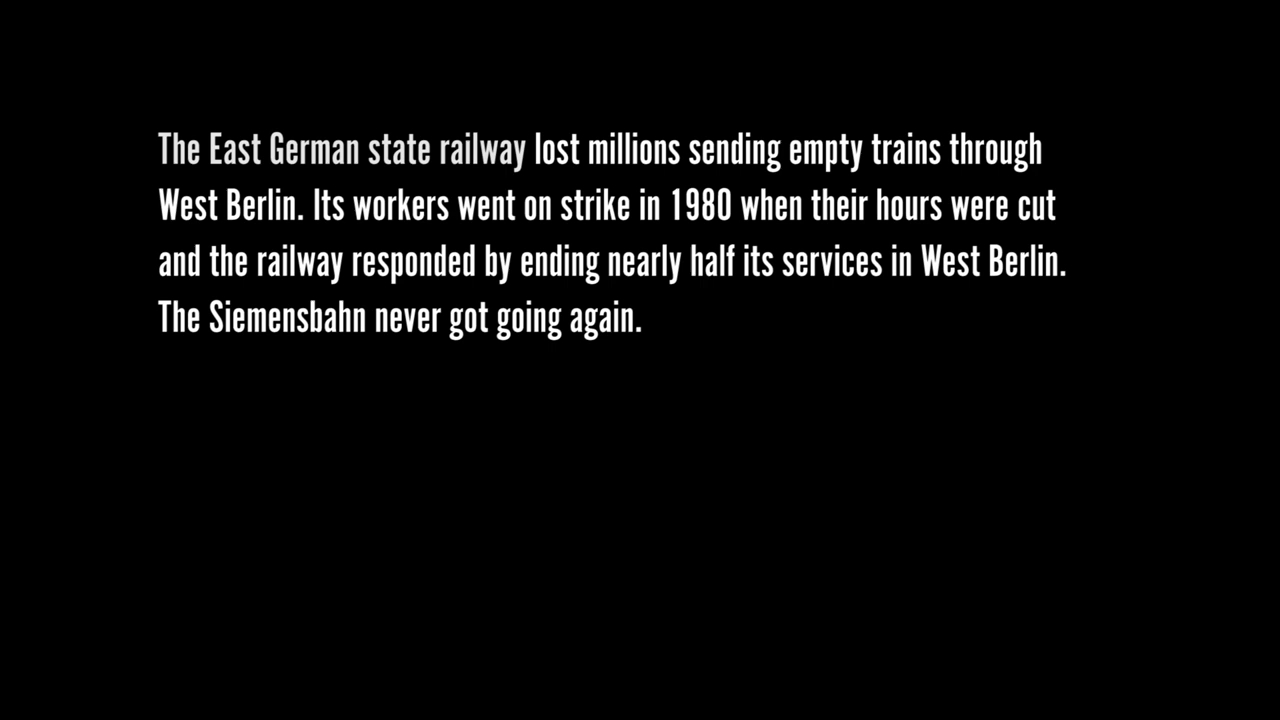 The East German state railway lost millions sending empty trains through
West Berlin. Its workers went on strike in 1980 when their hours were cut
and the railway responded by ending nearly half its services in West Berlin.
The Siemensbahn never got going again.